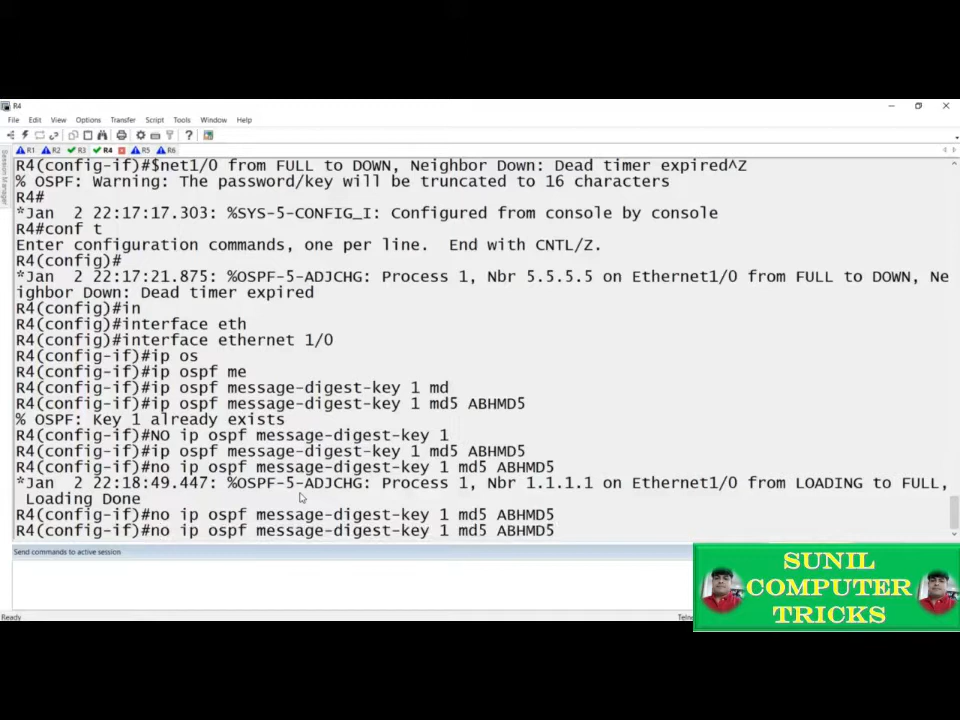 R4
File Edit View Options Transfer Script Tools Window Help
R1 R2 R3 R4 R5 R6
Session Manager
R4(config-if)#$net1/0 from FULL to DOWN, Neighbor Down: Dead timer expired^Z
% OSPF: Warning: The password/key will be truncated to 16 characters
R4#
*Jan  2 22:17:17.303: %SYS-5-CONFIG_I: Configured from console by console
R4#conf t
Enter configuration commands, one per line.  End with CNTL/Z.
R4(config)#
*Jan  2 22:17:21.875: %OSPF-5-ADJCHG: Process 1, Nbr 5.5.5.5 on Ethernet1/0 from FULL to DOWN, Ne
ighbor Down: Dead timer expired
R4(config)#in
R4(config)#interface eth
R4(config)#interface ethernet 1/0
R4(config-if)#ip os
R4(config-if)#ip ospf me
R4(config-if)#ip ospf message-digest-key 1 md
R4(config-if)#ip ospf message-digest-key 1 md5 ABHMD5
% OSPF: Key 1 already exists
R4(config-if)#NO ip ospf message-digest-key 1
R4(config-if)#ip ospf message-digest-key 1 md5 ABHMD5
R4(config-if)#no ip ospf message-digest-key 1 md5 ABHMD5
*Jan  2 22:18:49.447: %OSPF-5-ADJCHG: Process 1, Nbr 1.1.1.1 on Ethernet1/0 from LOADING to FULL,
Loading Done
R4(config-if)#no ip ospf message-digest-key 1 md5 ABHMD5
R4(config-if)#no ip ospf message-digest-key 1 md5 ABHMD5
Send commands to active session
Ready
Telne
SUNIL
COMPUTER
TRICKS